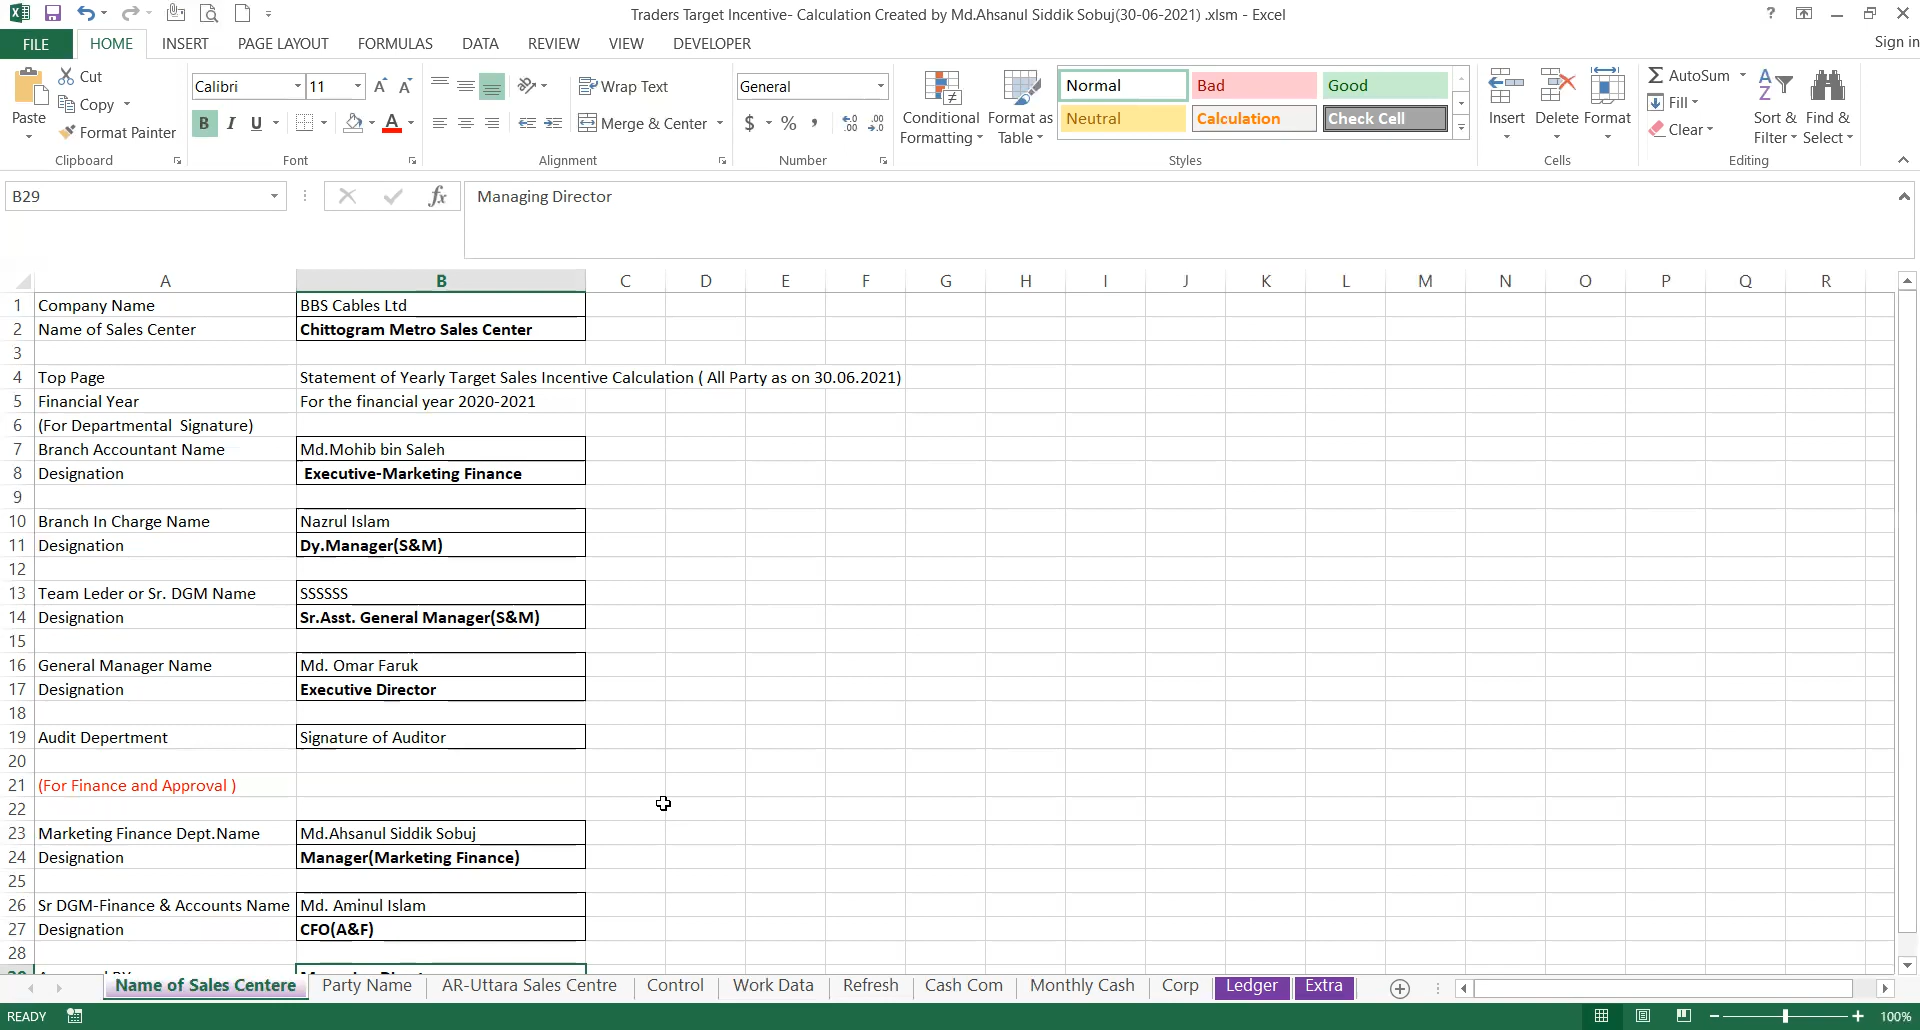 Traders Target Incentive- Calculation Created by Md.Ahsanul Siddik Sobuj(30-06-2021) .xlsm - Excel
?
FILE HOME INSERT PAGE LAYOUT FORMULAS DATA REVIEW VIEW DEVELOPER Sign in
Paste
Cut
Copy
Format Painter
Clipboard
Calibri 11
B I U
Font
Wrap Text
Merge & Center
Alignment
General
$ % ,
Number
Conditional Formatting
Format as Table
Normal Bad Good
Neutral Calculation Check Cell
Styles
Insert Delete Format
Cells
AutoSum
Fill
Clear
Sort & Filter
Find & Select
Editing
B29 fx Managing Director
A B C D E F G H I J K L M N O P Q R
1 Company Name BBS Cables Ltd
2 Name of Sales Center Chittogram Metro Sales Center
3
4 Top Page Statement of Yearly Target Sales Incentive Calculation ( All Party as on 30.06.2021)
5 Financial Year For the financial year 2020-2021
6 (For Departmental  Signature)
7 Branch Accountant Name Md.Mohib bin Saleh
8 Designation Executive-Marketing Finance
9
10 Branch In Charge Name Nazrul Islam
11 Designation Dy.Manager(S&M)
12
13 Team Leder or Sr. DGM Name SSSSSS
14 Designation Sr.Asst. General Manager(S&M)
15
16 General Manager Name Md. Omar Faruk
17 Designation Executive Director
18
19 Audit Depertment Signature of Auditor
20
21 (For Finance and Approval )
22
23 Marketing Finance Dept.Name Md.Ahsanul Siddik Sobuj
24 Designation Manager(Marketing Finance)
25
26 Sr DGM-Finance & Accounts Name Md. Aminul Islam
27 Designation CFO(A&F)
28
Name of Sales Centere Party Name AR-Uttara Sales Centre Control Work Data Refresh Cash Com Monthly Cash Corp Ledger Extra
READY 100%